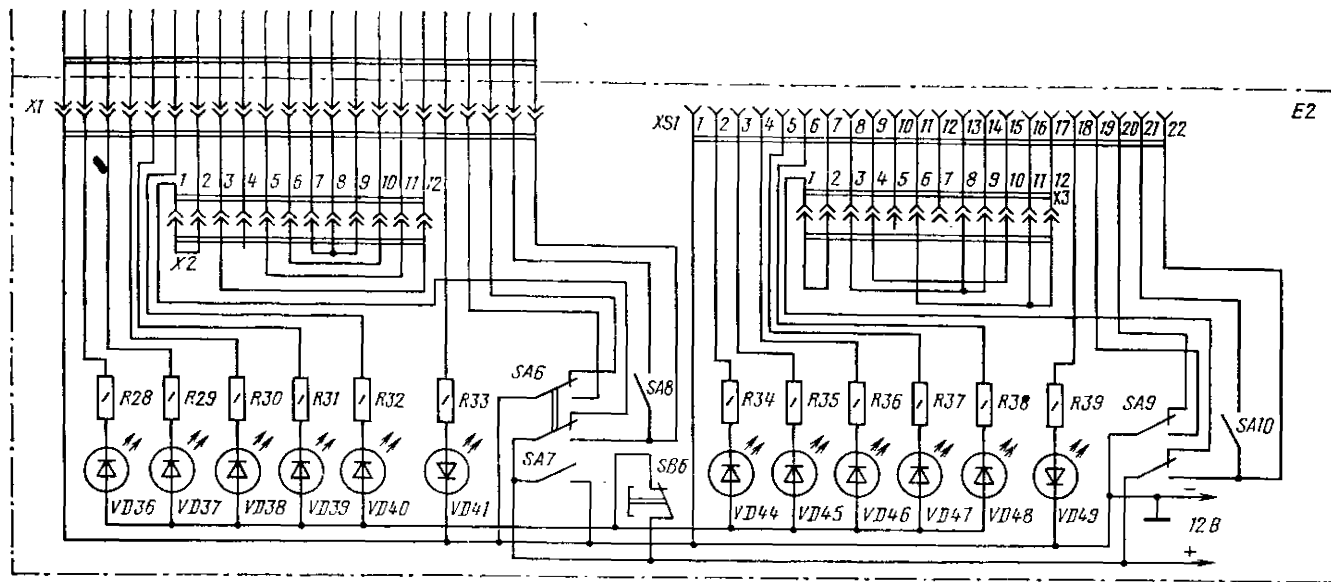 X1
XS1 1 2 3 4 5 6 7 8 9 10 11 12 13 14 15 16 17 18 19 20 21 22
E2
1 2 3 4 5 6 7 8 9 10 11 12
1 2 3 4 5 6 7 8 9 10 11 12
X3
X2
R28 R29 R30 R31 R32 R33 SA6 SA8 R34 R35 R36 R37 R38 R39 SA9 SA10
SA7 SB6
VD36 VD37 VD38 VD39 VD40 VD41 VD44 VD45 VD46 VD47 VD48 VD49
−
12 В
+